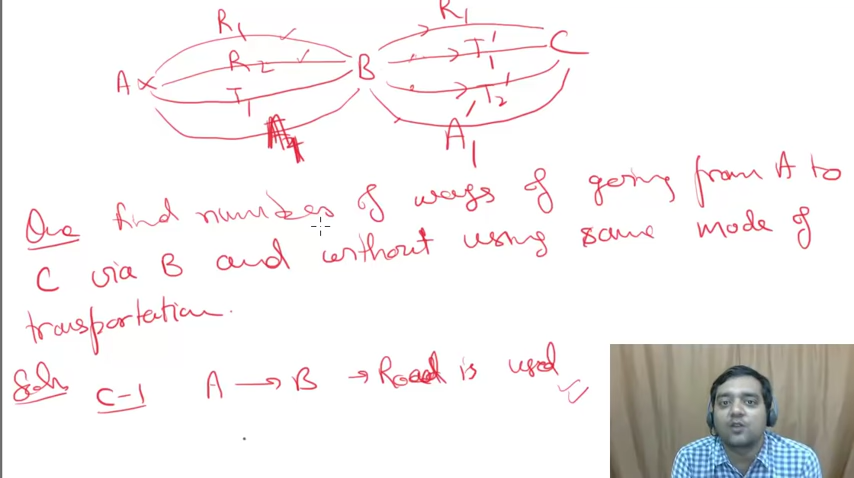 R1 R1
R2 T1' C
A B
T1 T2'
A1'
Que find numbers of ways of going from A to
C via B and without using same mode of
transportation.
Soln C-1 A → B → Road is used